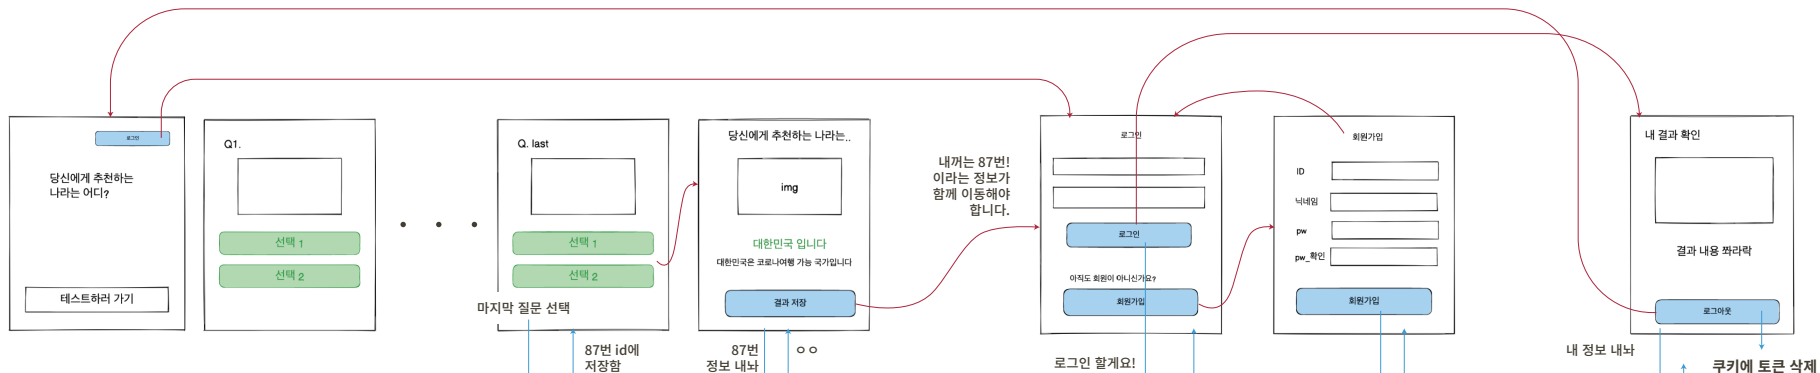 로그인
당신에게 추천하는
나라는 어디?
테스트하러 가기
Q1.
선택 1
선택 2
Q. last
선택 1
선택 2
마지막 질문 선택
87번 id에
저장함
당신에게 추천하는 나라는..
img
대한민국 입니다
대한민국은 코로나여행 가능 국가입니다
결과 저장
87번
정보 내놔
ㅇㅇ
내꺼는 87번!
이라는 정보가
함께 이동해야
합니다.
로그인
로그인
아직도 회원이 아니신가요?
회원가입
로그인 할게요!
회원가입
ID
닉네임
pw
pw_확인
회원가입
내 결과 확인
결과 내용 쫘라락
로그아웃
내 정보 내놔
쿠키에 토큰 삭제